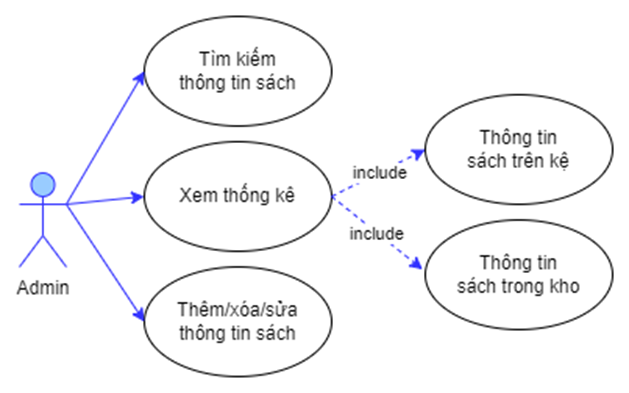 Tìm kiếm
thông tin sách
Thông tin
sách trên kệ
include
Xem thống kê
include
Thông tin
sách trong kho
Admin
Thêm/xóa/sửa
thông tin sách